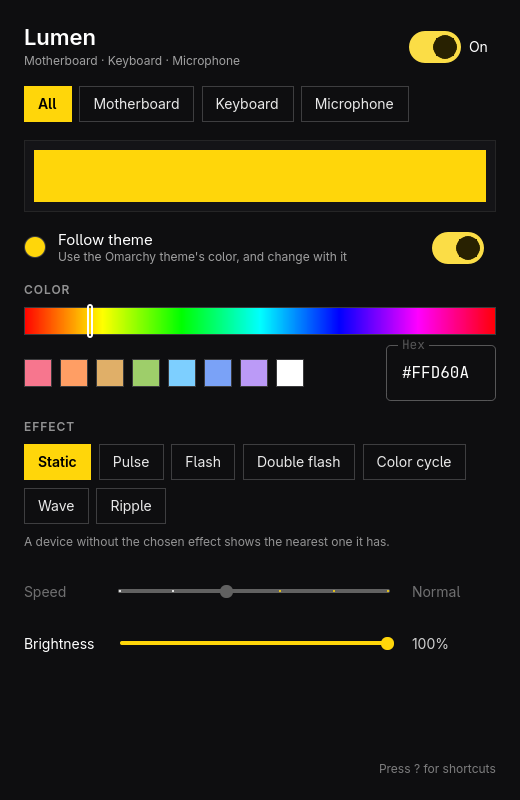 Lumen
On
Motherboard · Keyboard · Microphone
All
Motherboard
Keyboard
Microphone
Follow theme
Use the Omarchy theme's color, and change with it
COLOR
Hex
#FFD60A
EFFECT
Static
Pulse
Flash
Double flash
Color cycle
Wave
Ripple
A device without the chosen effect shows the nearest one it has.
Speed
Normal
Brightness
100%
Press ? for shortcuts